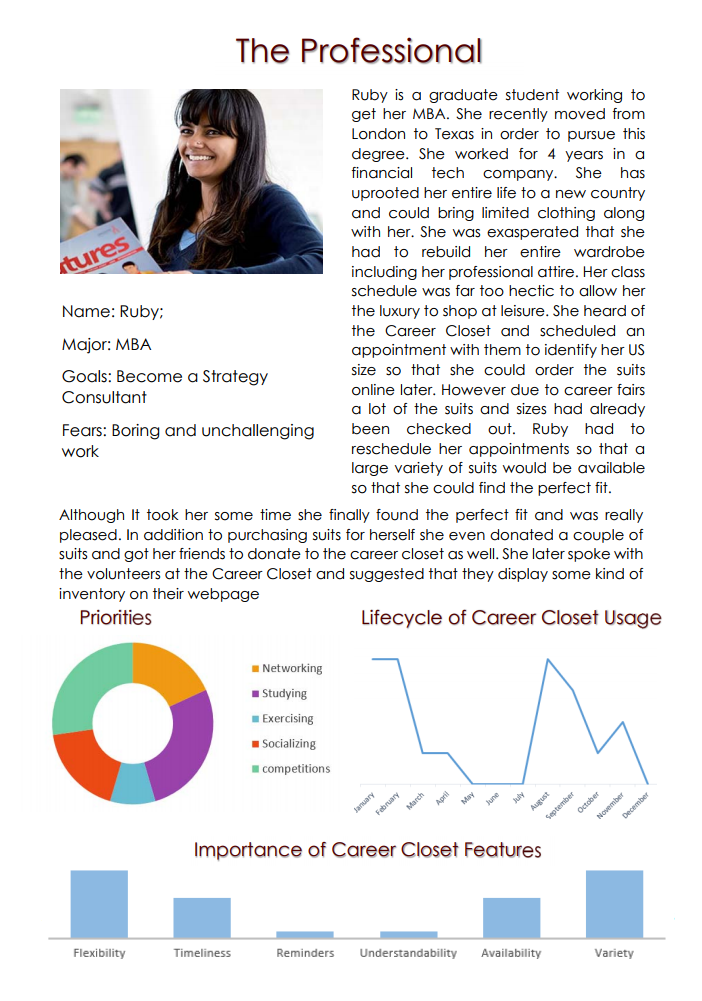 The Professional
tures
Name: Ruby;
Major: MBA
Goals: Become a Strategy
Consultant
Fears: Boring and unchallenging
work
Ruby is a graduate student working to
get her MBA. She recently moved from
London to Texas in order to pursue this
degree. She worked for 4 years in a
financial tech company. She has
uprooted her entire life to a new country
and could bring limited clothing along
with her. She was exasperated that she
had to rebuild her entire wardrobe
including her professional attire. Her class
schedule was far too hectic to allow her
the luxury to shop at leisure. She heard of
the Career Closet and scheduled an
appointment with them to identify her US
size so that she could order the suits
online later. However due to career fairs
a lot of the suits and sizes had already
been checked out. Ruby had to
reschedule her appointments so that a
large variety of suits would be available
so that she could find the perfect fit.
Although It took her some time she finally found the perfect fit and was really
pleased. In addition to purchasing suits for herself she even donated a couple of
suits and got her friends to donate to the career closet as well. She later spoke with
the volunteers at the Career Closet and suggested that they display some kind of
inventory on their webpage
Priorities
Networking
Studying
Exercising
Socializing
competitions
Lifecycle of Career Closet Usage
January
February
March
April
May
June
July
August
September
October
November
December
Importance of Career Closet Features
Flexibility
Timeliness
Reminders
Understandability
Availability
Variety